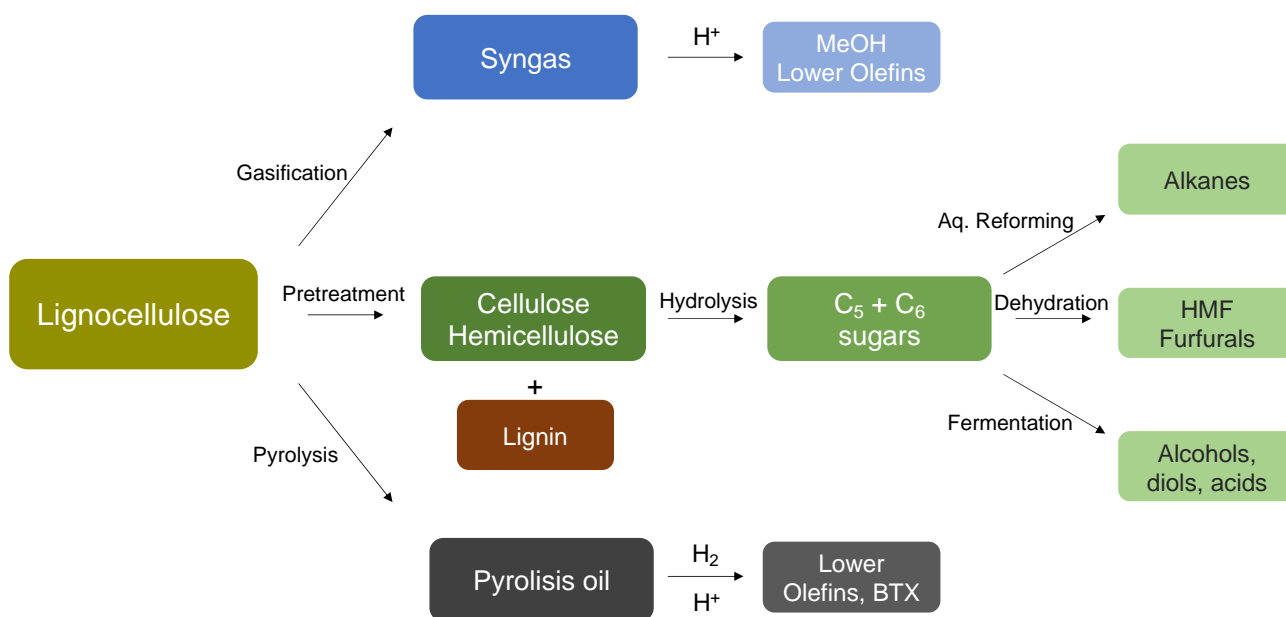 Syngas
H⁺
MeOH
Lower Olefins
Gasification
Alkanes
Aq. Reforming
Lignocellulose
Pretreatment
Cellulose
Hemicellulose
Hydrolysis
C₅ + C₆
sugars
Dehydration
HMF
Furfurals
+
Lignin
Pyrolysis
Fermentation
Alcohols,
diols, acids
Pyrolisis oil
H₂
H⁺
Lower
Olefins, BTX